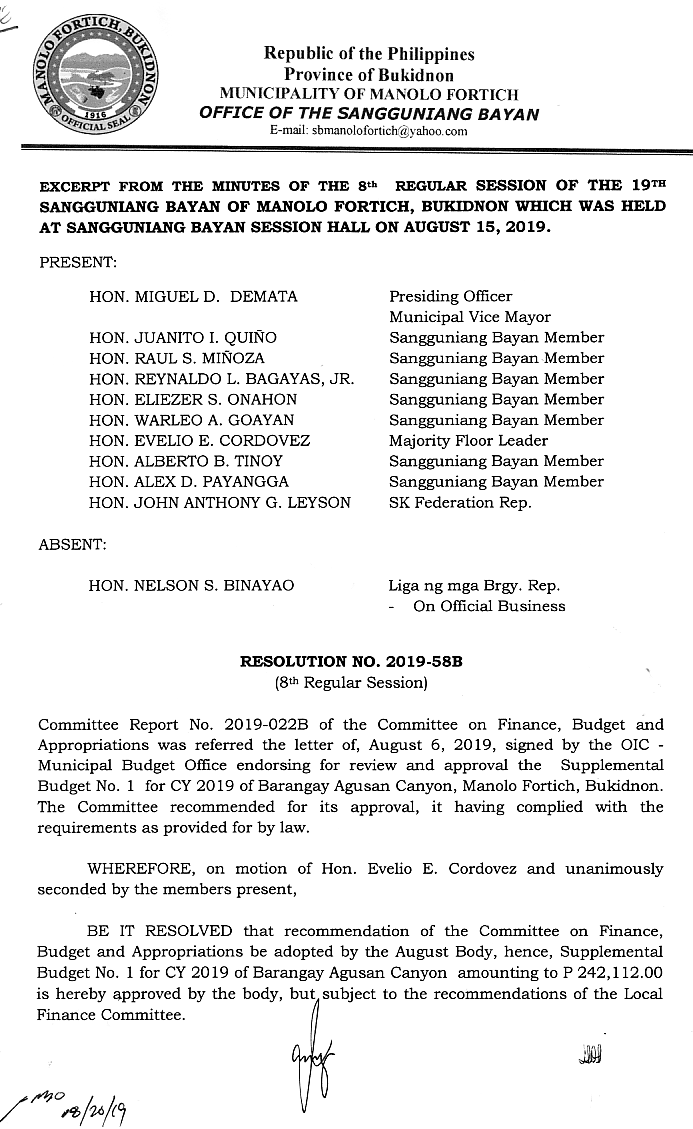 MANOLO FORTICH, BUKIDNON
1916
OFFICIAL SEAL
Republic of the Philippines
Province of Bukidnon
MUNICIPALITY OF MANOLO FORTICH
OFFICE OF THE SANGGUNIANG BAYAN
E-mail: sbmanolofortich@yahoo.com
EXCERPT FROM THE MINUTES OF THE 8th REGULAR SESSION OF THE 19TH
SANGGUNIANG BAYAN OF MANOLO FORTICH, BUKIDNON WHICH WAS HELD
AT SANGGUNIANG BAYAN SESSION HALL ON AUGUST 15, 2019.
PRESENT:
HON. MIGUEL D. DEMATA Presiding Officer
Municipal Vice Mayor
HON. JUANITO I. QUIÑO Sangguniang Bayan Member
HON. RAUL S. MIÑOZA Sangguniang Bayan Member
HON. REYNALDO L. BAGAYAS, JR. Sangguniang Bayan Member
HON. ELIEZER S. ONAHON Sangguniang Bayan Member
HON. WARLEO A. GOAYAN Sangguniang Bayan Member
HON. EVELIO E. CORDOVEZ Majority Floor Leader
HON. ALBERTO B. TINOY Sangguniang Bayan Member
HON. ALEX D. PAYANGGA Sangguniang Bayan Member
HON. JOHN ANTHONY G. LEYSON SK Federation Rep.
ABSENT:
HON. NELSON S. BINAYAO Liga ng mga Brgy. Rep.
- On Official Business
RESOLUTION NO. 2019-58B
(8th Regular Session)
Committee Report No. 2019-022B of the Committee on Finance, Budget and
Appropriations was referred the letter of, August 6, 2019, signed by the OIC -
Municipal Budget Office endorsing for review and approval the Supplemental
Budget No. 1 for CY 2019 of Barangay Agusan Canyon, Manolo Fortich, Bukidnon.
The Committee recommended for its approval, it having complied with the
requirements as provided for by law.
WHEREFORE, on motion of Hon. Evelio E. Cordovez and unanimously
seconded by the members present,
BE IT RESOLVED that recommendation of the Committee on Finance,
Budget and Appropriations be adopted by the August Body, hence, Supplemental
Budget No. 1 for CY 2019 of Barangay Agusan Canyon amounting to P 242,112.00
is hereby approved by the body, but subject to the recommendations of the Local
Finance Committee.
08/20/19